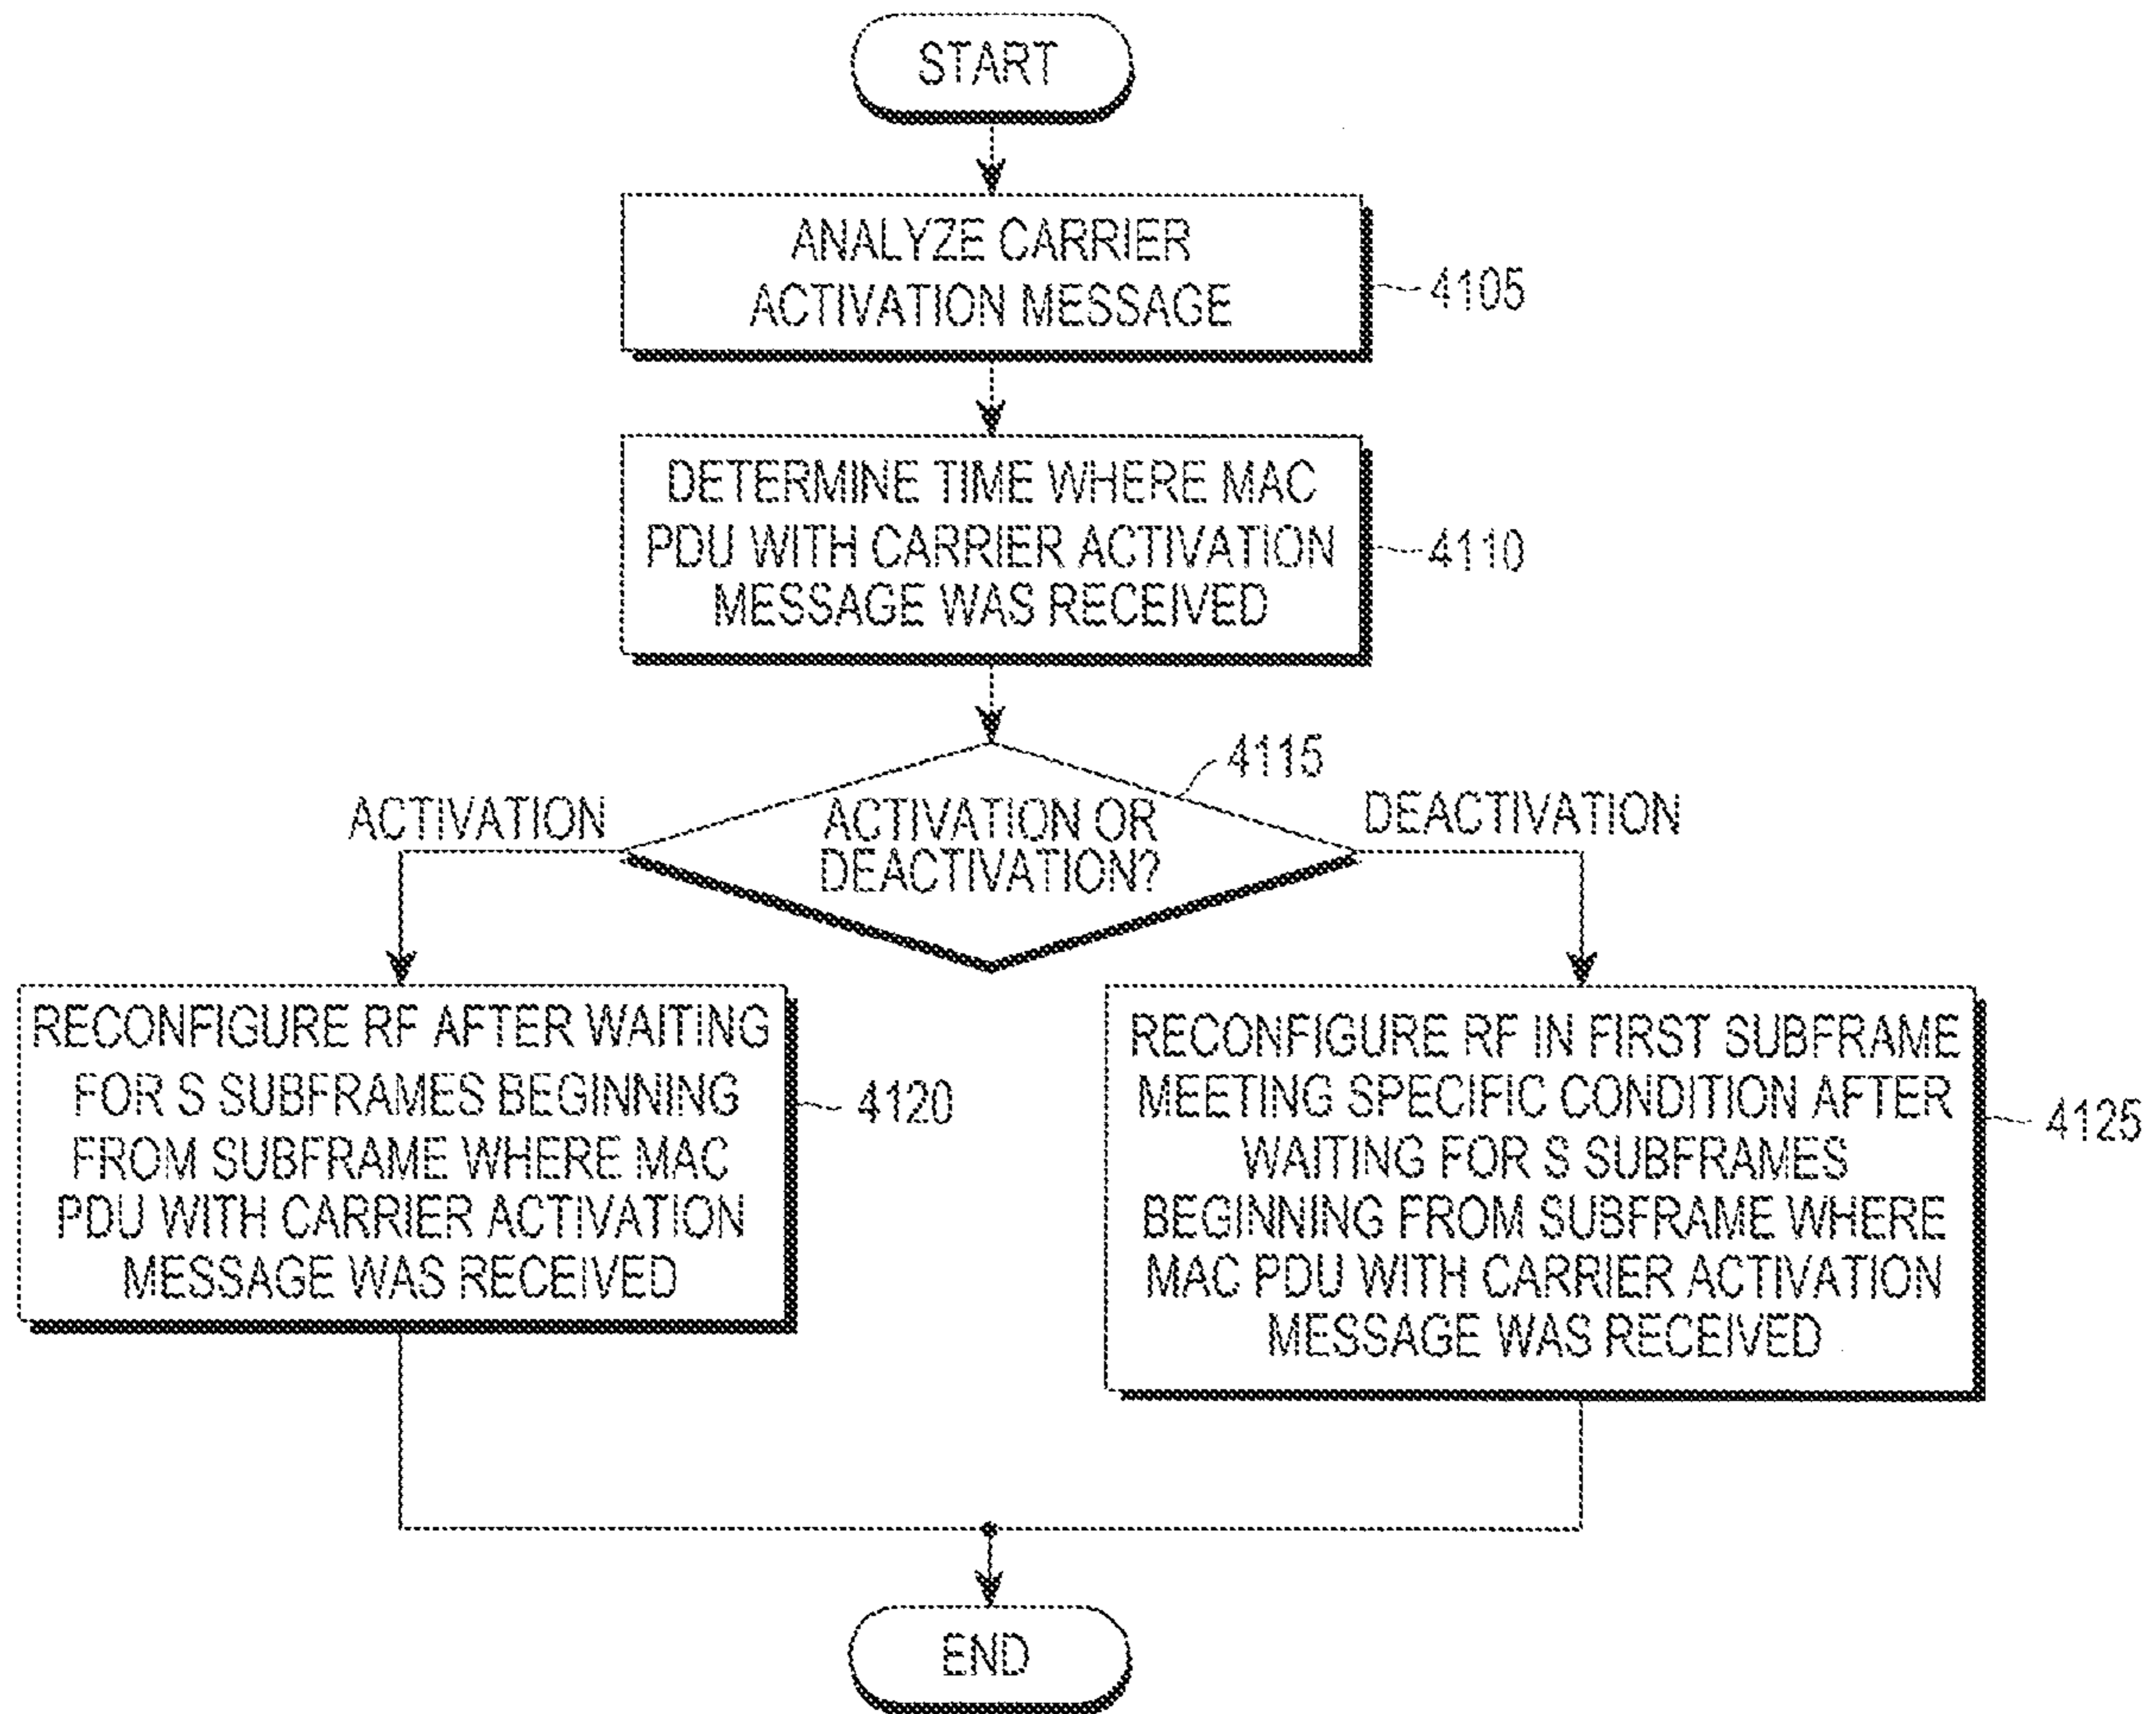 START
ANALYZE CARRIER
ACTIVATION MESSAGE
4105
DETERMINE TIME WHERE MAC
PDU WITH CARRIER ACTIVATION
MESSAGE WAS RECEIVED
4110
4115
ACTIVATION
ACTIVATION OR
DEACTIVATION?
DEACTIVATION
RECONFIGURE RF AFTER WAITING
FOR S SUBFRAMES BEGINNING
FROM SUBFRAME WHERE MAC
PDU WITH CARRIER ACTIVATION
MESSAGE WAS RECEIVED
4120
RECONFIGURE RF IN FIRST SUBFRAME
MEETING SPECIFIC CONDITION AFTER
WAITING FOR S SUBFRAMES
BEGINNING FROM SUBFRAME WHERE
MAC PDU WITH CARRIER ACTIVATION
MESSAGE WAS RECEIVED
4125
END